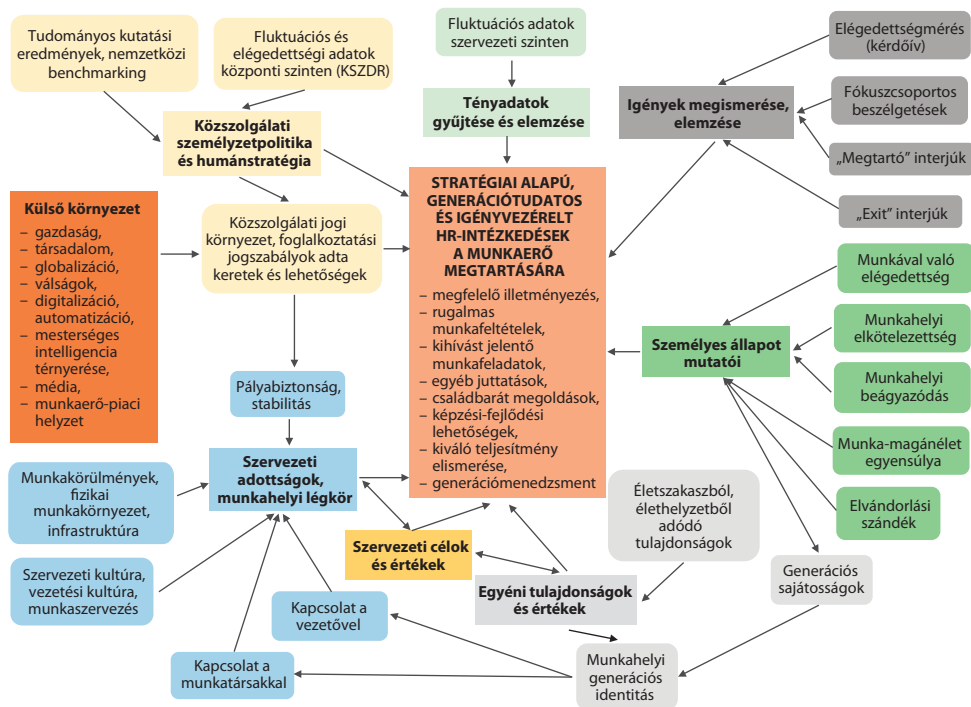 Tudományos kutatási
eredmények, nemzetközi
benchmarking
Fluktuációs és
elégedettségi adatok
központi szinten (KSZDR)
Fluktuációs adatok
szervezeti szinten
Elégedettségmérés
(kérdőív)
Fókuszcsoportos
beszélgetések
„Megtartó” interjúk
„Exit” interjúk
Közszolgálati
személyzetpolitika
és humánstratégia
Tényadatok
gyűjtése és elemzése
Igények megismerése,
elemzése
Külső környezet
– gazdaság,
– társadalom,
– globalizáció,
– válságok,
– digitalizáció,
automatizáció,
– mesterséges
intelligencia
térnyerése,
– média,
– munkaerő-piaci
helyzet
Közszolgálati jogi
környezet, foglalkoztatási
jogszabályok adta
keretek és lehetőségek
STRATÉGIAI ALAPÚ,
GENERÁCIÓTUDATOS
ÉS IGÉNYVEZÉRELT
HR-INTÉZKEDÉSEK
A MUNKAERŐ
MEGTARTÁSÁRA
– megfelelő illetményezés,
– rugalmas
munkafeltételek,
– kihívást jelentő
munkafeladatok,
– egyéb juttatások,
– családbarát megoldások,
– képzési-fejlődési
lehetőségek,
– kiváló teljesítmény
elismerése,
– generációmenedzsment
Személyes állapot
mutatói
Munkával való
elégedettség
Munkahelyi
elkötelezettség
Munkahelyi
beágyazódás
Munka-magánélet
egyensúlya
Elvándorlási
szándék
Pályabiztonság,
stabilitás
Szervezeti
adottságok,
munkahelyi légkör
Munkakörülmények,
fizikai
munkakörnyezet,
infrastruktúra
Szervezeti kultúra,
vezetési kultúra,
munkaszervezés
Kapcsolat a
munkatársakkal
Kapcsolat a
vezetővel
Szervezeti célok
és értékek
Egyéni tulajdonságok
és értékek
Életszakaszból,
élethelyzetből
adódó
tulajdonságok
Generációs
sajátosságok
Munkahelyi
generációs
identitás